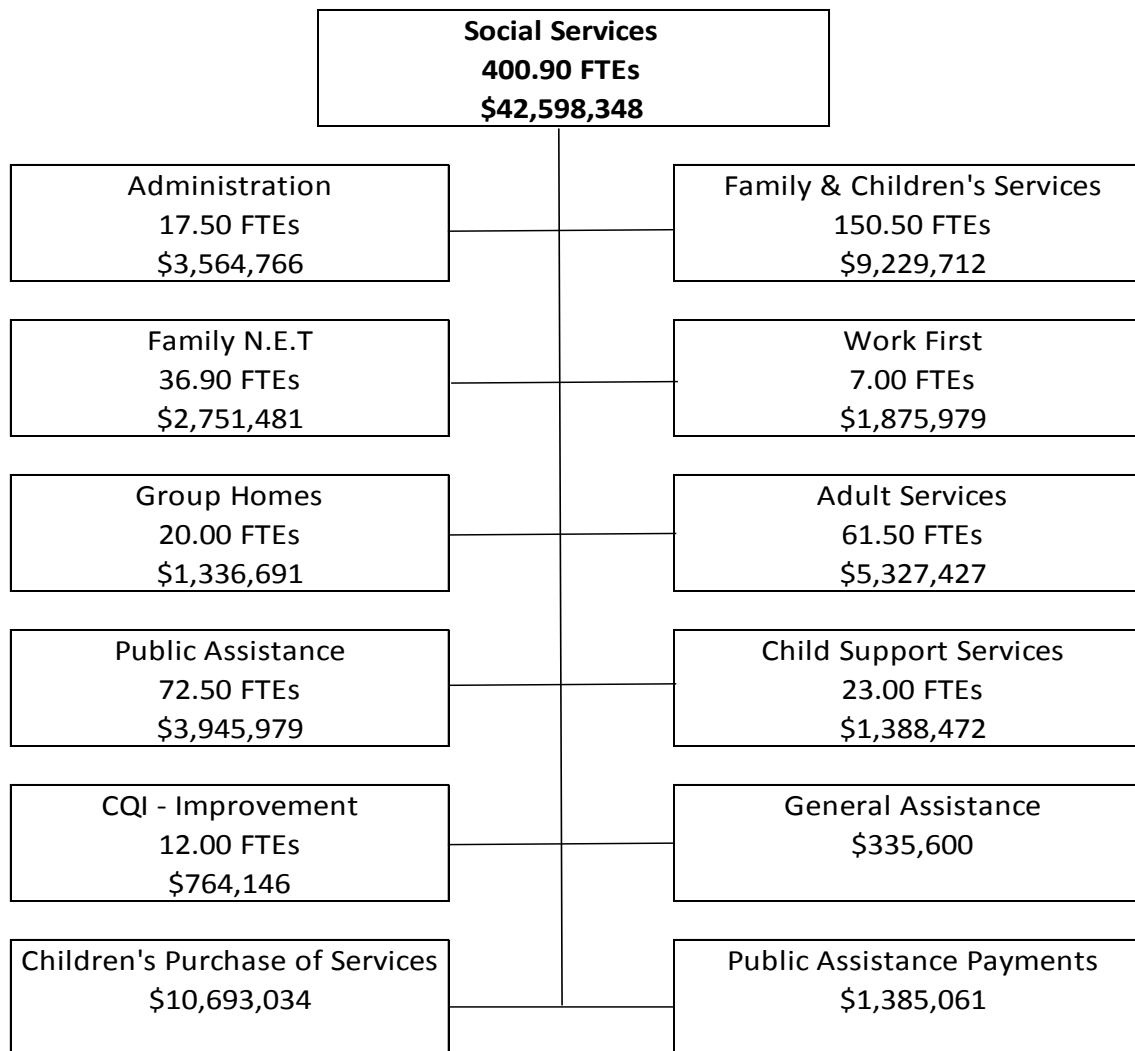 Social Services
400.90 FTEs
$42,598,348
Administration
17.50 FTEs
$3,564,766
Family & Children's Services
150.50 FTEs
$9,229,712
Family N.E.T
36.90 FTEs
$2,751,481
Work First
7.00 FTEs
$1,875,979
Group Homes
20.00 FTEs
$1,336,691
Adult Services
61.50 FTEs
$5,327,427
Public Assistance
72.50 FTEs
$3,945,979
Child Support Services
23.00 FTEs
$1,388,472
CQI - Improvement
12.00 FTEs
$764,146
General Assistance
$335,600
Children's Purchase of Services
$10,693,034
Public Assistance Payments
$1,385,061